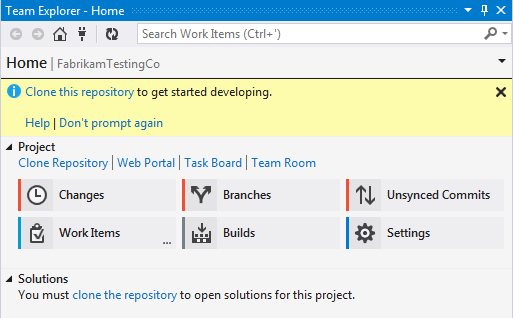 Team Explorer - Home
Search Work Items (Ctrl+')
Home | FabrikamTestingCo
Clone this repository to get started developing.
Help | Don't prompt again
Project
Clone Repository | Web Portal | Task Board | Team Room
Changes Branches Unsynced Commits
Work Items ... Builds Settings
Solutions
You must clone the repository to open solutions for this project.